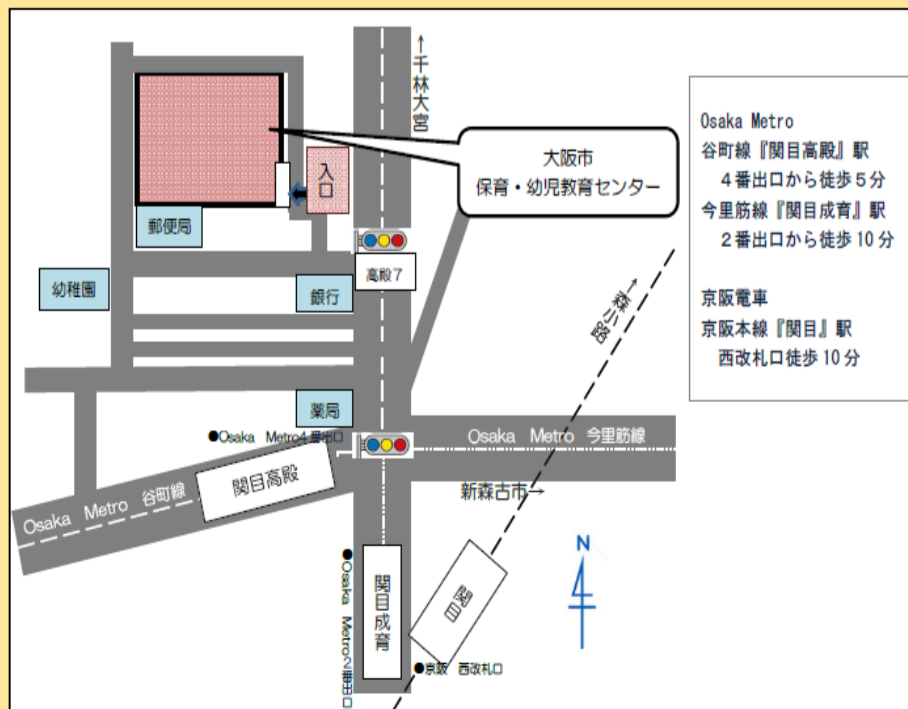 ↑千林大宮
大阪市
保育・幼児教育センター
入口
郵便局
高殿７
幼稚園
銀行
↑森小路
薬局
●Osaka Metro4番出口
Osaka Metro 今里筋線
関目高殿
Osaka Metro 谷町線
新森古市→
N
●Osaka Metro2番出口
関目成育
関目
●京阪 西改札口
Osaka Metro
谷町線『関目高殿』駅
４番出口から徒歩５分
今里筋線『関目成育』駅
２番出口から徒歩10分
京阪電車
京阪本線『関目』駅
西改札口徒歩10分